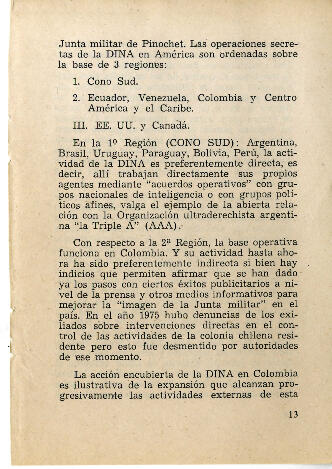 Junta militar de Pinochet. Las operaciones secre-
tas de la DINA en América son ordenadas sobre
la base de 3 regiones:
1. Cono Sud.
2. Ecuador, Venezuela, Colombia y Centro
América y el Caribe.
III. EE. UU. y Canadá.
En la 1º Región (CONO SUD): Argentina,
Brasil, Uruguay, Paraguay, Bolivia, Perú, la acti-
vidad de la DINA es preferentemente directa, es
decir, allí trabajan directamente sus propios
agentes mediante "acuerdos operativos" con gru-
pos nacionales de inteligencia o con grupos polí-
ticos afines, valga el ejemplo de la abierta rela-
ción con la Organización ultraderechista argenti-
na "la Triple A" (AAA).
Con respecto a la 2ª Región, la base operativa
funciona en Colombia. Y su actividad hasta aho-
ra ha sido preferentemente indirecta si bien hay
indicios que permiten afirmar que se han dado
ya los pasos con ciertos éxitos publicitarios a ni-
vel de la prensa y otros medios informativos para
mejorar la "imagen de la Junta militar" en el
país. En el año 1975 hubo denuncias de los exi-
liados sobre intervenciones directas en el con-
trol de las actividades de la colonia chilena resi-
dente pero esto fue desmentido por autoridades
de ese momento.
La acción encubierta de la DINA en Colombia
es ilustrativa de la expansión que alcanzan pro-
gresivamente las actividades externas de esta
13